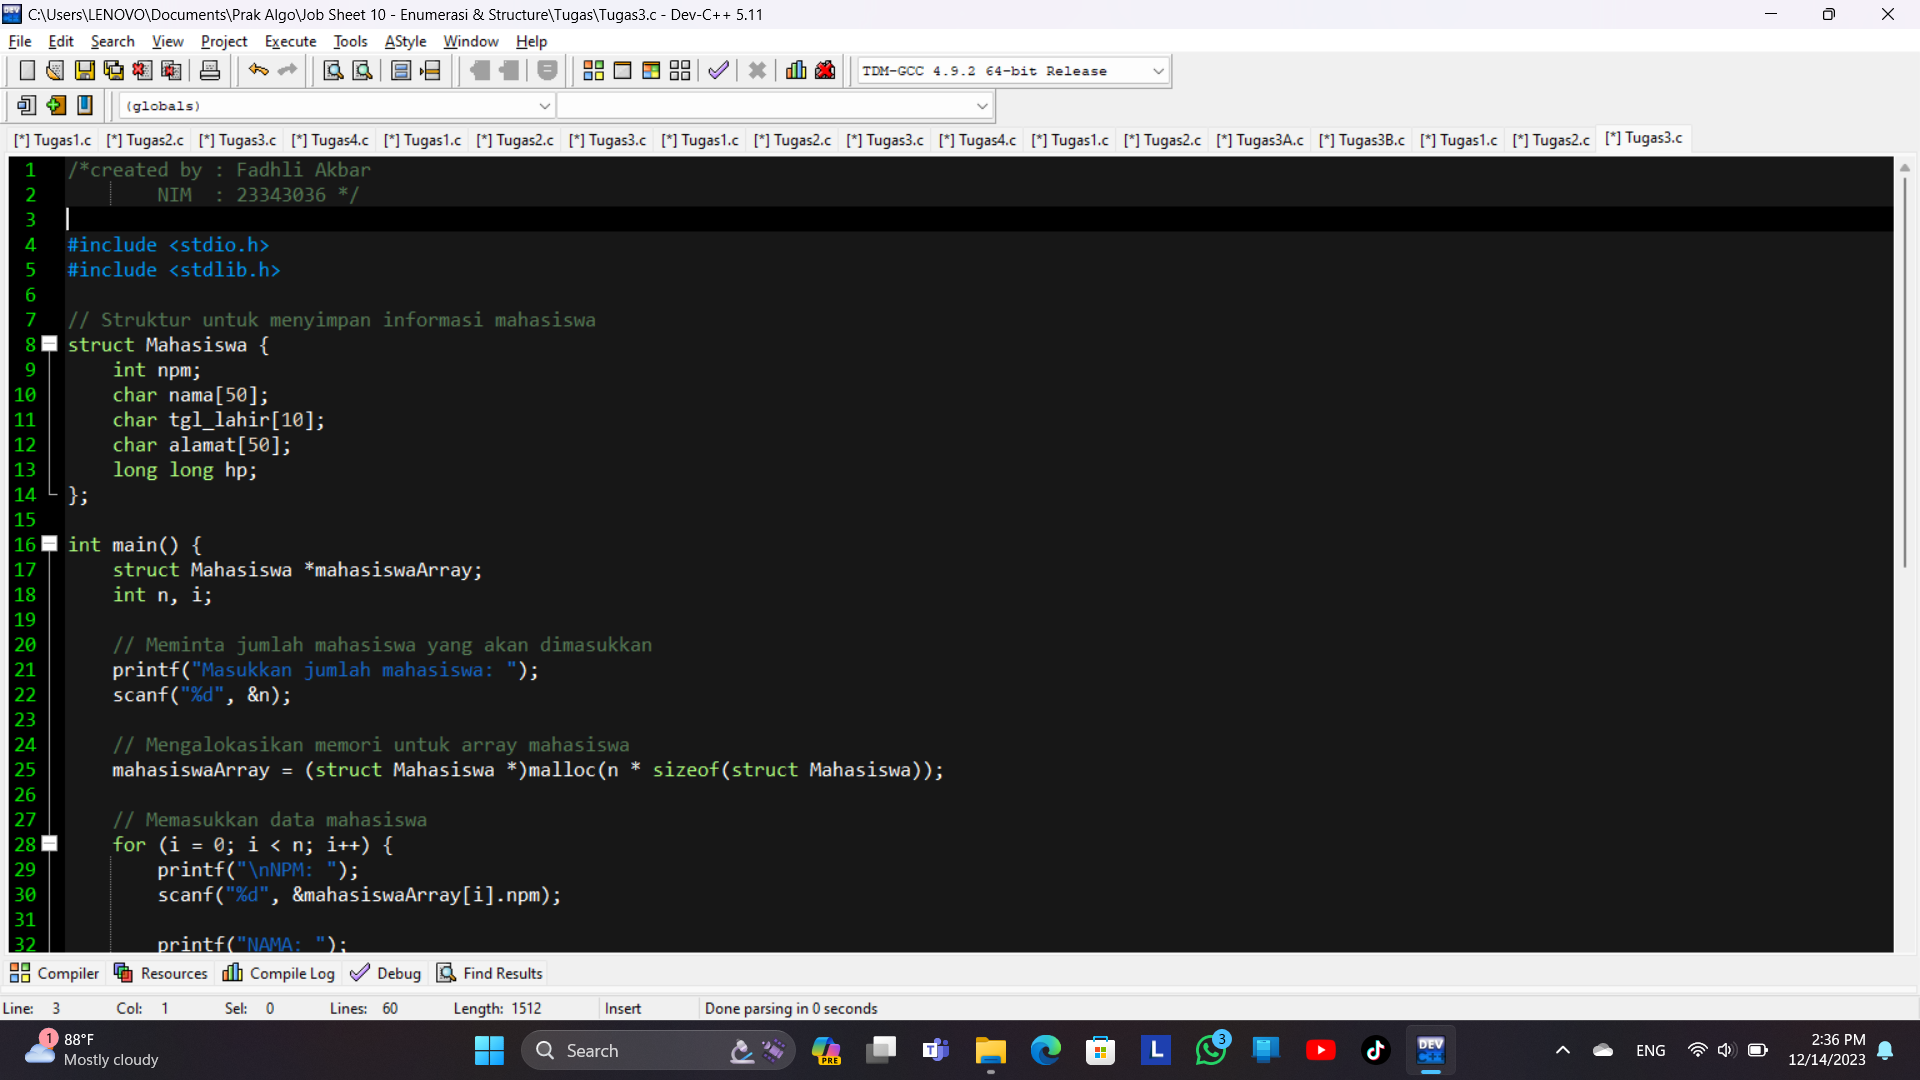 C:\Users\LENOVO\Documents\Prak Algo\Job Sheet 10 - Enumerasi & Structure\Tugas\Tugas3.c - Dev-C++ 5.11
File Edit Search View Project Execute Tools AStyle Window Help
TDM-GCC 4.9.2 64-bit Release
(globals)
[*] Tugas1.c [*] Tugas2.c [*] Tugas3.c [*] Tugas4.c [*] Tugas1.c [*] Tugas2.c [*] Tugas3.c [*] Tugas1.c [*] Tugas2.c [*] Tugas3.c [*] Tugas4.c [*] Tugas1.c [*] Tugas2.c [*] Tugas3A.c [*] Tugas3B.c [*] Tugas1.c [*] Tugas2.c [*] Tugas3.c
1 /*created by : Fadhli Akbar
2         NIM  : 23343036 */
3
4 #include <stdio.h>
5 #include <stdlib.h>
6
7 // Struktur untuk menyimpan informasi mahasiswa
8 struct Mahasiswa {
9     int npm;
10     char nama[50];
11     char tgl_lahir[10];
12     char alamat[50];
13     long long hp;
14 };
15
16 int main() {
17     struct Mahasiswa *mahasiswaArray;
18     int n, i;
19
20     // Meminta jumlah mahasiswa yang akan dimasukkan
21     printf("Masukkan jumlah mahasiswa: ");
22     scanf("%d", &n);
23
24     // Mengalokasikan memori untuk array mahasiswa
25     mahasiswaArray = (struct Mahasiswa *)malloc(n * sizeof(struct Mahasiswa));
26
27     // Memasukkan data mahasiswa
28     for (i = 0; i < n; i++) {
29         printf("\nNPM: ");
30         scanf("%d", &mahasiswaArray[i].npm);
31
32         printf("NAMA: ");
Compiler Resources Compile Log Debug Find Results
Line: 3 Col: 1 Sel: 0 Lines: 60 Length: 1512 Insert Done parsing in 0 seconds
1 88°F
Mostly cloudy
Search
PRE
T
L
3
DEV
C++
ENG
2:36 PM
12/14/2023